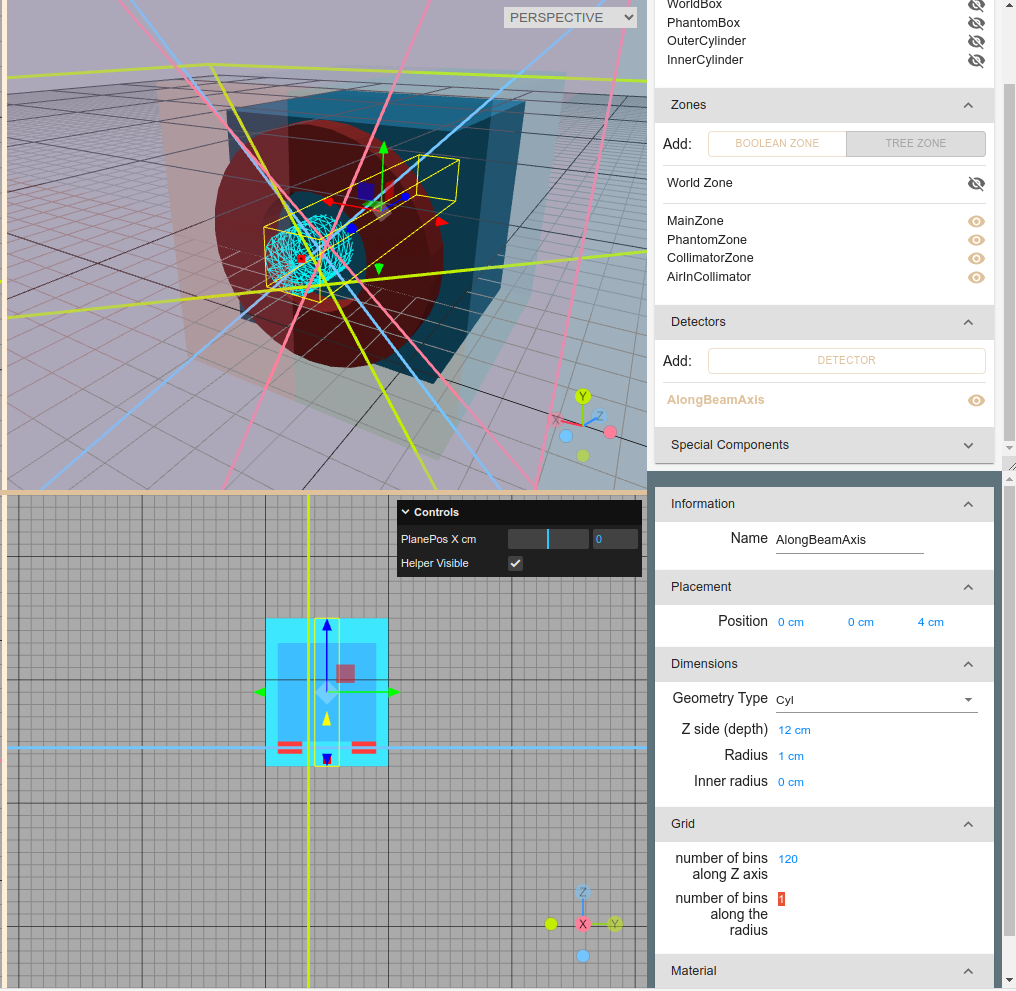 PERSPECTIVE
X
Y
Z
Controls
PlanePos X cm
0
Helper Visible
Z
X
Y
WorldBox
PhantomBox
OuterCylinder
InnerCylinder
Zones
Add:
BOOLEAN ZONE
TREE ZONE
World Zone
MainZone
PhantomZone
CollimatorZone
AirInCollimator
Detectors
Add:
DETECTOR
AlongBeamAxis
Special Components
Information
Name
AlongBeamAxis
Placement
Position
0 cm
0 cm
4 cm
Dimensions
Geometry Type
Cyl
Z side (depth)
12 cm
Radius
1 cm
Inner radius
0 cm
Grid
number of bins
along Z axis
120
number of bins
along the
radius
1
Material